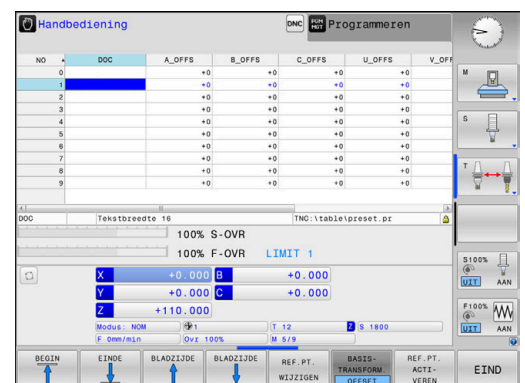 Handbediening DNC PGM MGT Programmeren
NO DOC A_OFFS B_OFFS C_OFFS U_OFFS V_OFF
0 +0 +0 +0 +0
1 +0 +0 +0 +0
2 +0 +0 +0 +0
3 +0 +0 +0 +0
4 +0 +0 +0 +0
5 +0 +0 +0 +0
6 +0 +0 +0 +0
7 +0 +0 +0 +0
8 +0 +0 +0 +0
9 +0 +0 +0 +0
M
S
T
DOC Tekstbreedte 16 TNC:\table\preset.pr
100% S-OVR
100% F-OVR LIMIT 1
X +0.000 B +0.000
Y +0.000 C +0.000
Z +110.000
Modus: NOM 1 T 12 Z S 1800
F 0mm/min Ovr 100% M 5/9
S100%
UIT AAN
F100%
UIT AAN
BEGIN EINDE BLADZIJDE BLADZIJDE REF.PT. WIJZIGEN BASIS-TRANSFORM. OFFSET REF.PT. ACTI-VEREN EIND